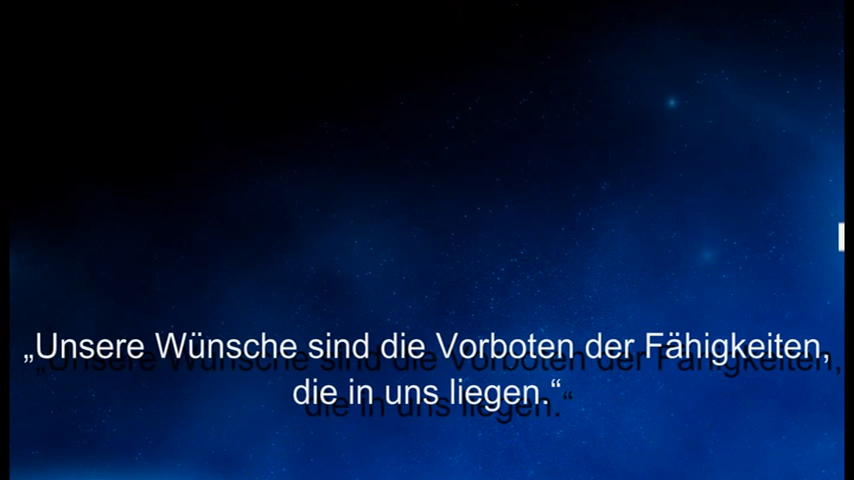 „Unsere Wünsche sind die Vorboten der Fähigkeiten,
die in uns liegen.“